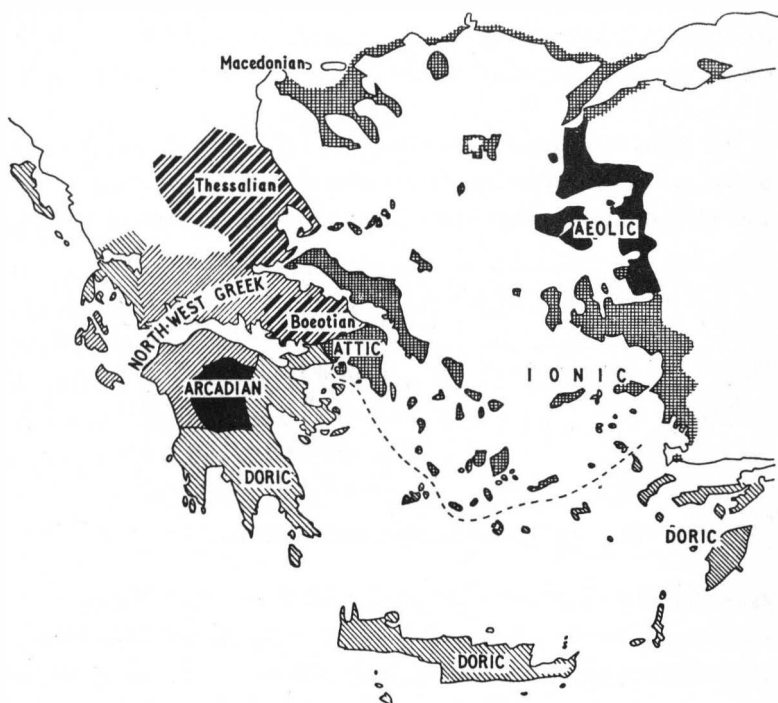 Macedonian
Thessalian
AEOLIC
NORTH-WEST GREEK
Boeotian
ATTIC
IONIC
ARCADIAN
DORIC
DORIC
DORIC